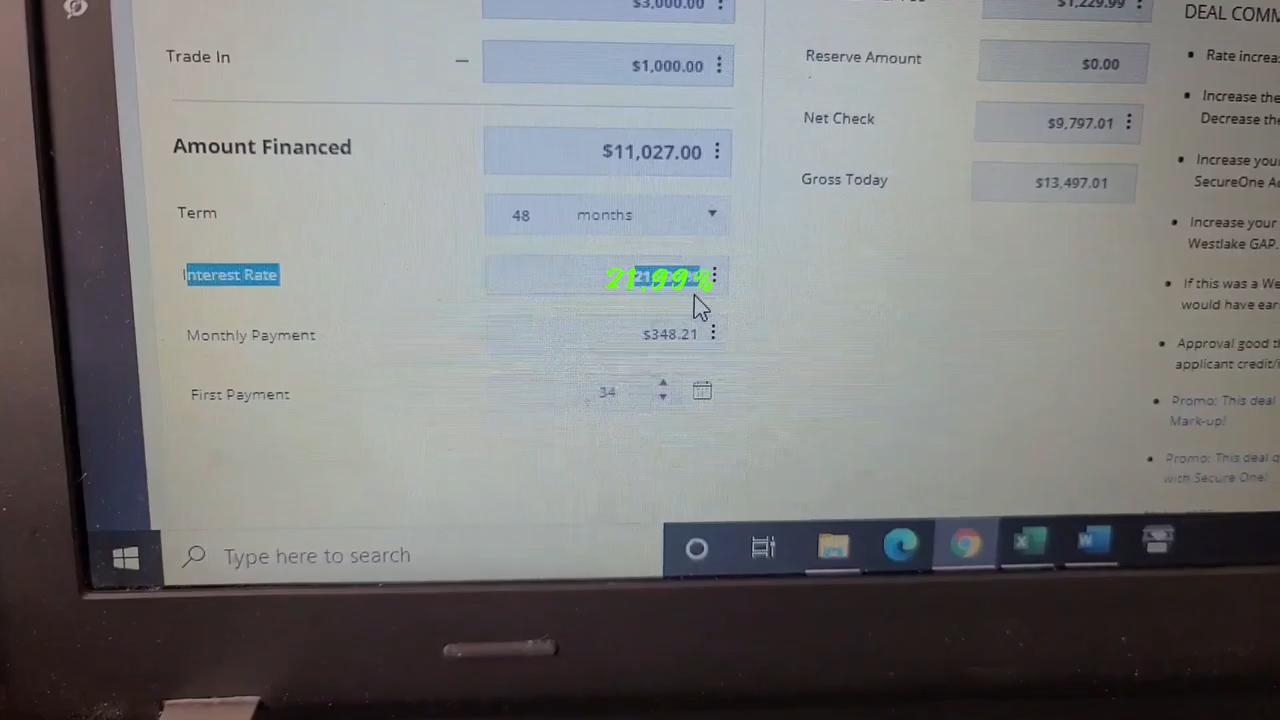 $3,000.00
$1,229.99
DEAL COMM
Trade In — $1,000.00
Reserve Amount $0.00
Amount Financed $11,027.00
Net Check $9,797.01
Term 48 months
Gross Today $13,497.01
Interest Rate 21.99%
Monthly Payment $348.21
First Payment 34
Rate increa
Increase the
Decrease the
Increase you
SecureOne Ac
Increase your
Westlake GAP.
If this was a We
would have ear
Approval good th
applicant credit/i
Promo: This deal
Mark-up!
Promo: This deal q
with Secure One!
Type here to search